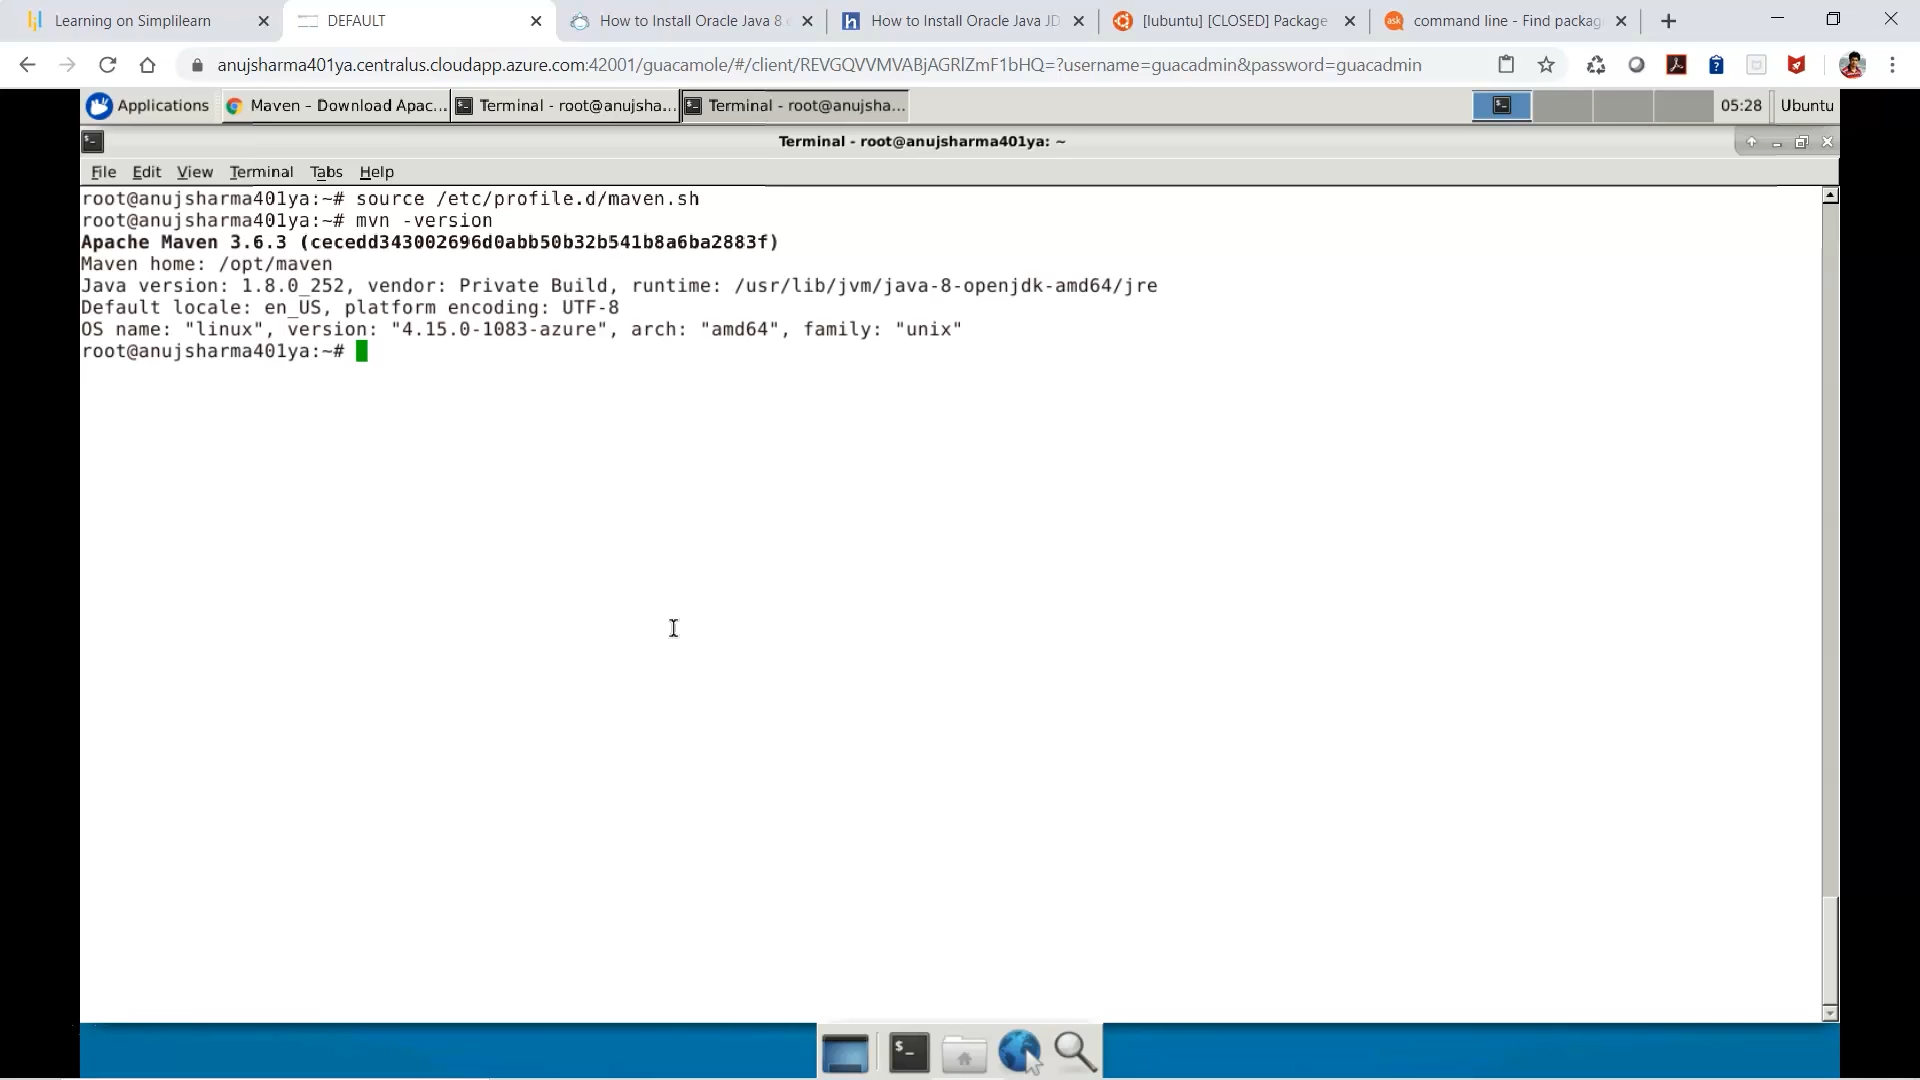 Learning on Simplilearn
DEFAULT
How to Install Oracle Java 8
How to Install Oracle Java JD
[lubuntu] [CLOSED] Package
command line - Find packag
anujsharma401ya.centralus.cloudapp.azure.com:42001/guacamole/#/client/REVGQVVMVABjAGRlZmF1bHQ=?username=guacadmin&password=guacadmin
Applications
Maven – Download Apac...
Terminal - root@anujsha...
Terminal - root@anujsha...
05:28
Ubuntu
Terminal - root@anujsharma401ya: ~
File Edit View Terminal Tabs Help
root@anujsharma401ya:~# source /etc/profile.d/maven.sh
root@anujsharma401ya:~# mvn -version
Apache Maven 3.6.3 (cecedd343002696d0abb50b32b541b8a6ba2883f)
Maven home: /opt/maven
Java version: 1.8.0_252, vendor: Private Build, runtime: /usr/lib/jvm/java-8-openjdk-amd64/jre
Default locale: en_US, platform encoding: UTF-8
OS name: "linux", version: "4.15.0-1083-azure", arch: "amd64", family: "unix"
root@anujsharma401ya:~#